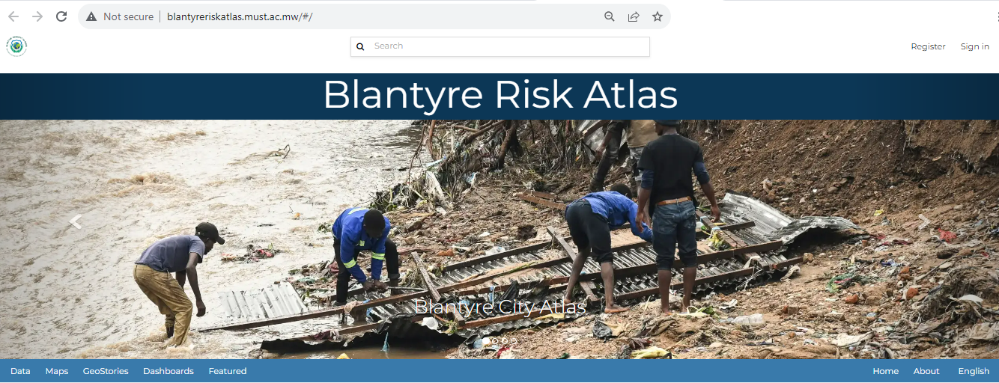 Not secure | blantyreriskatlas.must.ac.mw/#/
Search
Register Sign in
Blantyre Risk Atlas
Blantyre City Atlas
Data Maps GeoStories Dashboards Featured Home About English